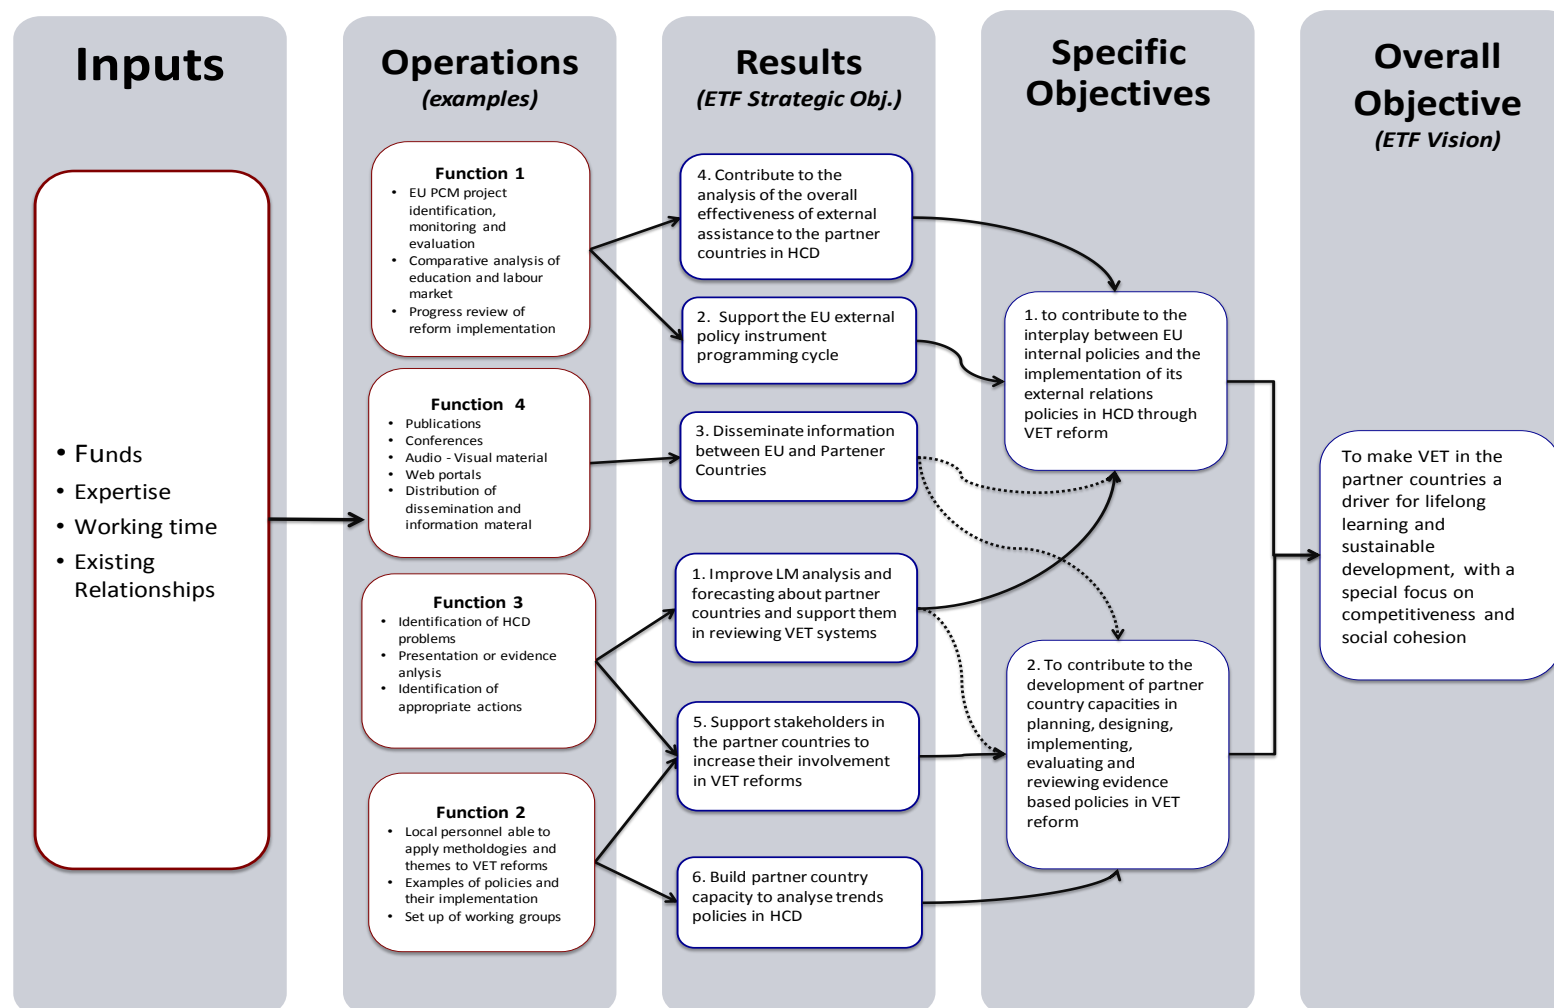 Inputs
• Funds
• Expertise
• Working time
• Existing
Relationships
Operations
(examples)
Function 1
• EU PCM project
identification,
monitoring and
evaluation
• Comparative analysis of
education and labour
market
• Progress review of
reform implementation
Function 4
• Publications
• Conferences
• Audio - Visual material
• Web portals
• Distribution of
dissemination and
information materal
Function 3
• Identification of HCD
problems
• Presentation or evidence
anlysis
• Identification of
appropriate actions
Function 2
• Local personnel able to
apply metholdogies and
themes to VET reforms
• Examples of policies and
their implementation
• Set up of working groups
Results
(ETF Strategic Obj.)
4. Contribute to the
analysis of the overall
effectiveness of external
assistance to the partner
countries in HCD
2. Support the EU external
policy instrument
programming cycle
3. Disseminate information
between EU and Partener
Countries
1. Improve LM analysis and
forecasting about partner
countries and support them
in reviewing VET systems
5. Support stakeholders in
the partner countries to
increase their involvement
in VET reforms
6. Build partner country
capacity to analyse trends
policies in HCD
Specific
Objectives
1. to contribute to the
interplay between EU
internal policies and the
implementation of its
external relations
policies in HCD through
VET reform
2. To contribute to the
development of partner
country capacities in
planning, designing,
implementing,
evaluating and
reviewing evidence
based policies in VET
reform
Overall
Objective
(ETF Vision)
To make VET in the
partner countries a
driver for lifelong
learning and
sustainable
development, with a
special focus on
competitiveness and
social cohesion